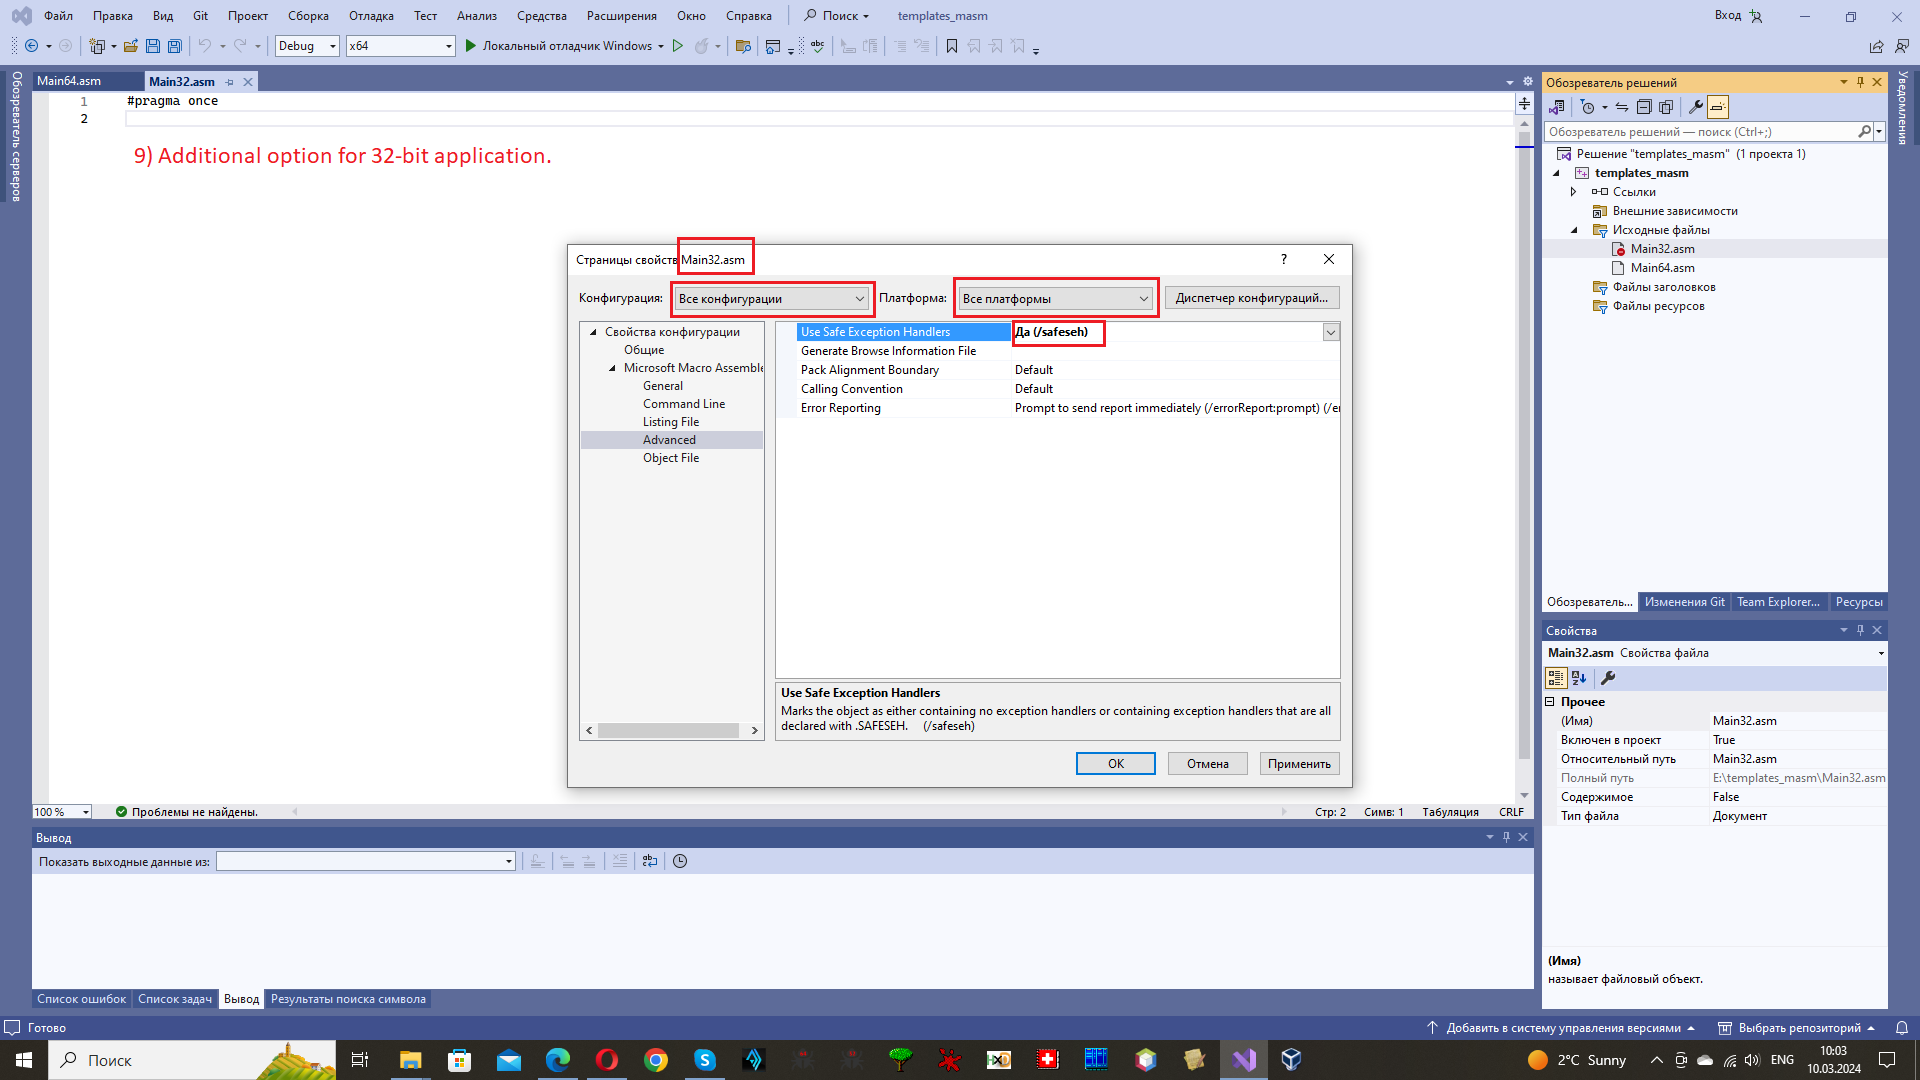 Файл Правка Вид Git Проект Сборка Отладка Тест Анализ Средства Расширения Окно Справка Поиск templates_masm Вход
Debug x64 Локальный отладчик Windows
Обозреватель серверов
Main64.asm Main32.asm
1 #pragma once
2
9) Additional option for 32-bit application.
Страницы свойств Main32.asm ?
Конфигурация: Все конфигурации Платформа: Все платформы Диспетчер конфигураций...
Свойства конфигурации
Общие
Microsoft Macro Assemble
General
Command Line
Listing File
Advanced
Object File
Use Safe Exception Handlers Да (/safeseh)
Generate Browse Information File
Pack Alignment Boundary Default
Calling Convention Default
Error Reporting Prompt to send report immediately (/errorReport:prompt) (/er
Use Safe Exception Handlers
Marks the object as either containing no exception handlers or containing exception handlers that are all
declared with .SAFESEH. (/safeseh)
OK Отмена Применить
100 % Проблемы не найдены. Стр: 2 Симв: 1 Табуляция CRLF
Вывод
Показать выходные данные из:
Список ошибок Список задач Вывод Результаты поиска символа
Обозреватель решений
Обозреватель решений — поиск (Ctrl+;)
Решение "templates_masm" (1 проекта 1)
templates_masm
Ссылки
Внешние зависимости
Исходные файлы
Main32.asm
Main64.asm
Файлы заголовков
Файлы ресурсов
Обозреватель... Изменения Git Team Explorer... Ресурсы
Уведомления
Свойства
Main32.asm Свойства файла
Прочее
(Имя) Main32.asm
Включен в проект True
Относительный путь Main32.asm
Полный путь E:\templates_masm\Main32.asm
Содержимое False
Тип файла Документ
(Имя)
называет файловый объект.
Готово Добавить в систему управления версиями Выбрать репозиторий
Поиск 2°C Sunny ENG 10:03
10.03.2024